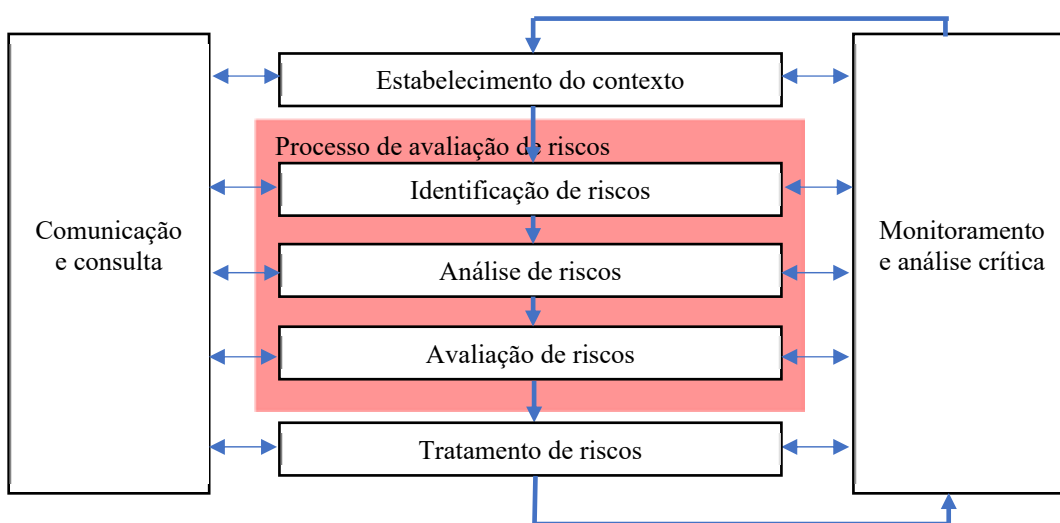 Estabelecimento do contexto
Processo de avaliação de riscos
Identificação de riscos
Comunicação
e consulta
Monitoramento
e análise crítica
Análise de riscos
Avaliação de riscos
Tratamento de riscos